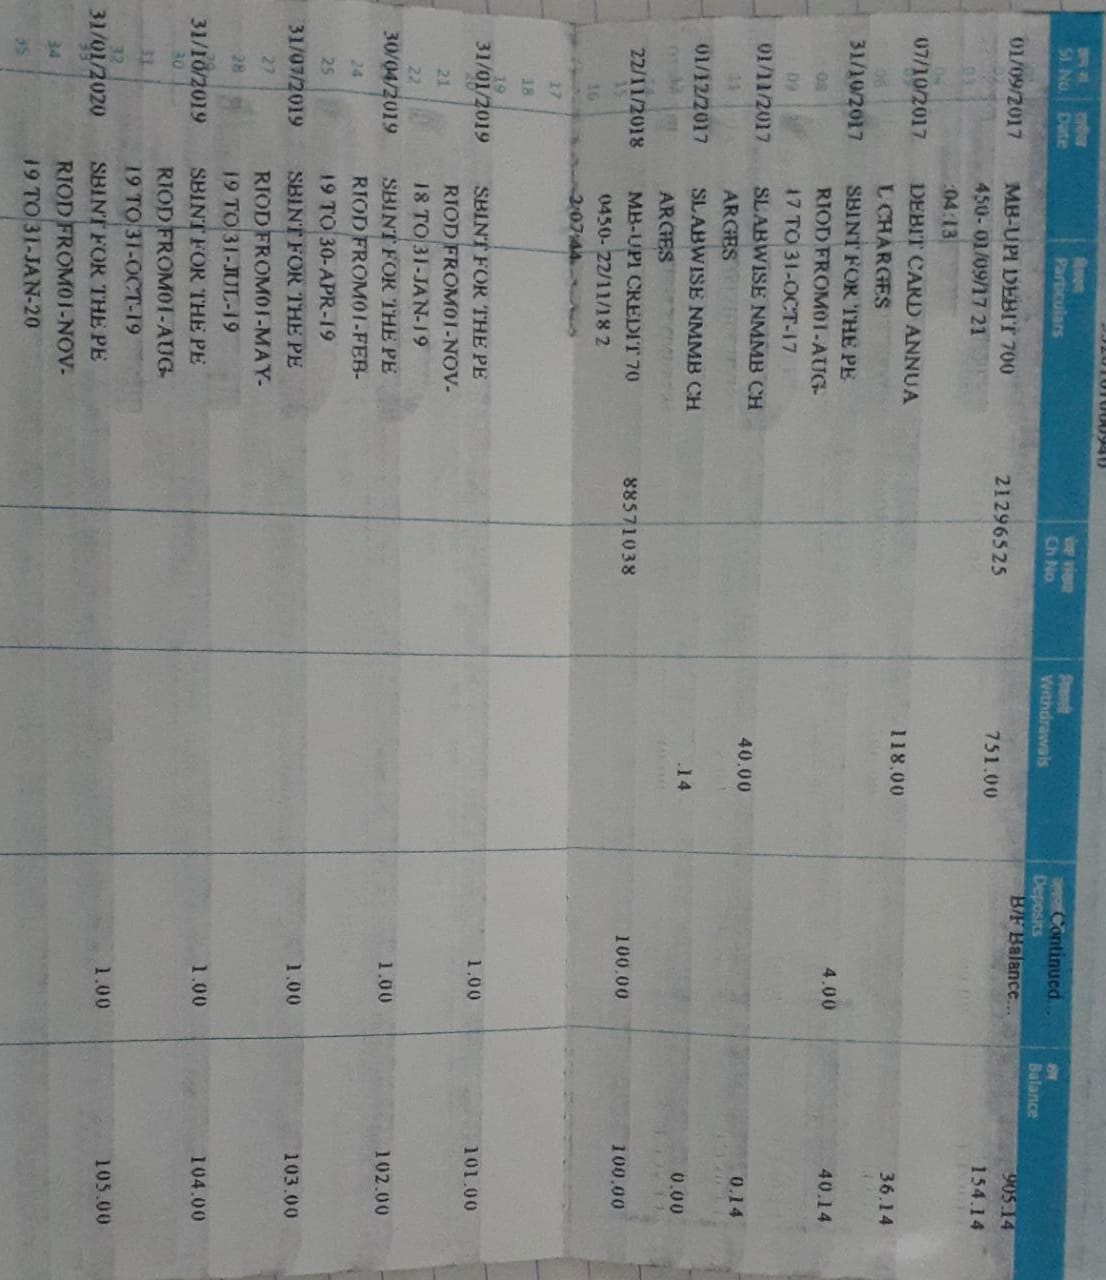 Sl. No. Date Particulars Ch No. Withdrawals Deposits Balance
Continued...
B/F Balance... 905.14
01/09/2017 MB-UPI DEBIT 700 21296525 751.00 154.14
450- 01/09/17 21
:04:13
07/10/2017 DEBIT CARD ANNUA 118.00 36.14
L CHARGES
31/10/2017 SBINT FOR THE PE 4.00 40.14
RIOD FROM01-AUG-
17 TO 31-OCT-17
01/11/2017 SLABWISE NMMB CH 40.00 0.14
ARGES
01/12/2017 SLABWISE NMMB CH .14 0.00
ARGES
22/11/2018 MB-UPI CREDIT 70 88571038 100.00 100.00
0450- 22/11/18 2
2:07:44
17
18
31/01/2019 SBINT FOR THE PE 1.00 101.00
21 RIOD FROM01-NOV-
22 18 TO 31-JAN-19
30/04/2019 SBINT FOR THE PE 1.00 102.00
24 RIOD FROM01-FEB-
25 19 TO 30-APR-19
31/07/2019 SBINT FOR THE PE 1.00 103.00
27 RIOD FROM01-MAY-
28 19 TO 31-JUL-19
31/10/2019 SBINT FOR THE PE 1.00 104.00
30 RIOD FROM01-AUG-
31 19 TO 31-OCT-19
31/01/2020 SBINT FOR THE PE 1.00 105.00
34 RIOD FROM01-NOV-
35 19 TO 31-JAN-20